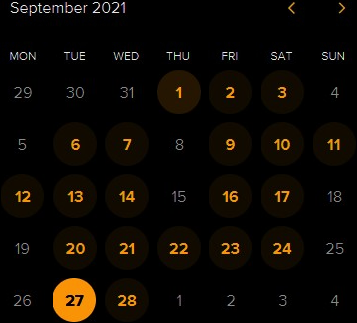 September 2021
MON TUE WED THU FRI SAT SUN
29 30 31 1 2 3 4
5 6 7 8 9 10 11
12 13 14 15 16 17 18
19 20 21 22 23 24 25
26 27 28 1 2 3 4